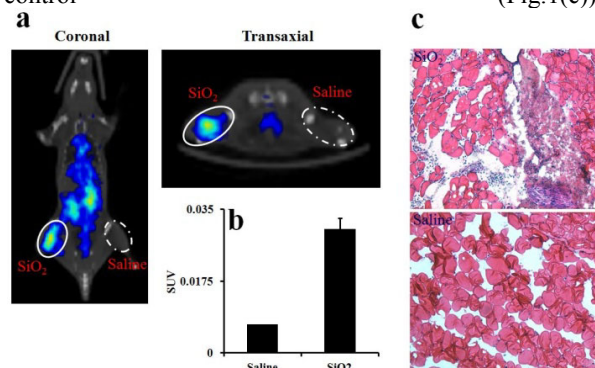 control (Fig.1(c))
a
Coronal
Transaxial
SiO₂
Saline
SiO₂
Saline
b
0.035
0.0175
0
SUV
Saline
SiO2
c
SiO₂
Saline